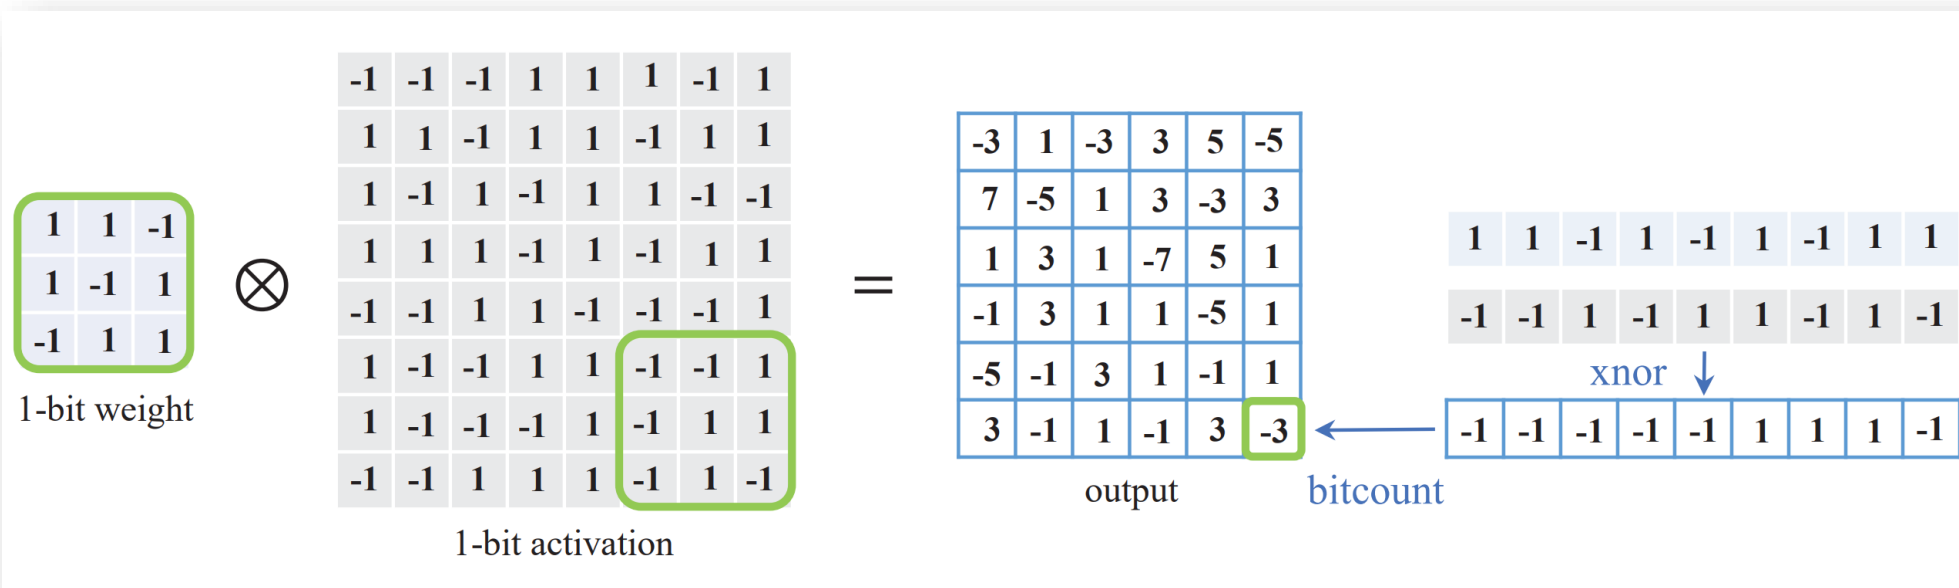 1 1 -1
1 -1 1
-1 1 1
1-bit weight
-1 -1 -1 1 1 1 -1 1
1 1 -1 1 1 -1 1 1
1 -1 1 -1 1 1 -1 -1
1 1 1 -1 1 -1 1 1
-1 -1 1 1 -1 -1 -1 1
1 -1 -1 1 1 -1 -1 1
1 -1 -1 -1 1 -1 1 1
-1 -1 1 1 1 -1 1 -1
1-bit activation
=
-3 1 -3 3 5 -5
7 -5 1 3 -3 3
1 3 1 -7 5 1
-1 3 1 1 -5 1
-5 -1 3 1 -1 1
3 -1 1 -1 3 -3
output
1 1 -1 1 -1 1 -1 1 1
-1 -1 1 -1 1 1 -1 1 -1
xnor
-1 -1 -1 -1 -1 1 1 1 -1
bitcount